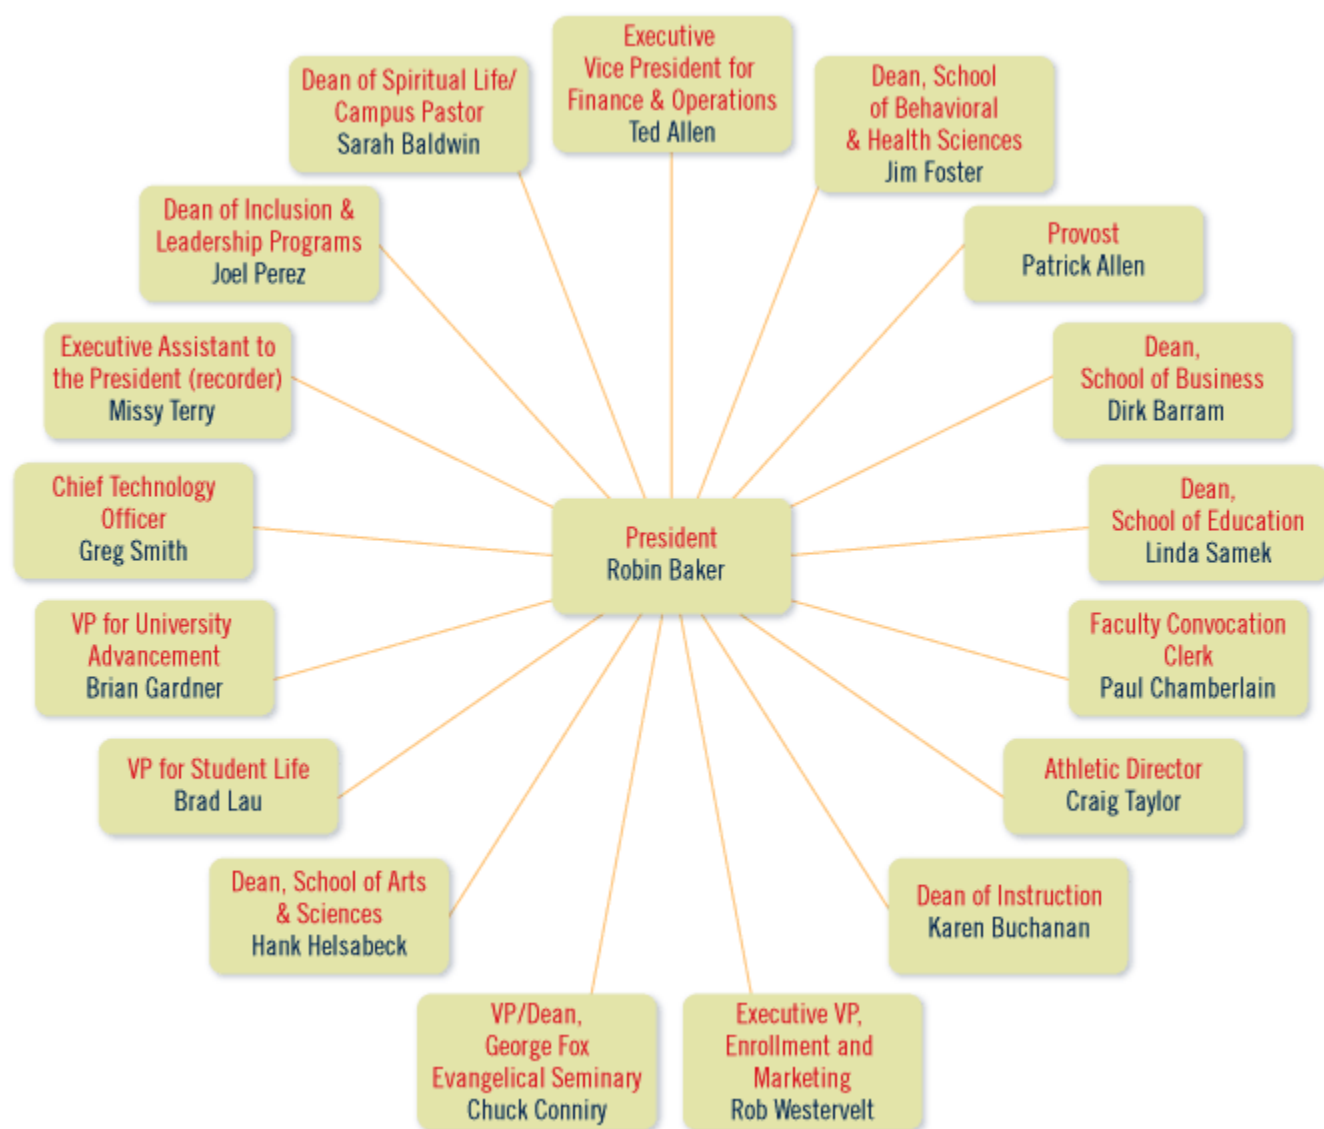 Executive
Vice President for
Finance & Operations
Ted Allen
Dean of Spiritual Life/
Campus Pastor
Sarah Baldwin
Dean, School
of Behavioral
& Health Sciences
Jim Foster
Dean of Inclusion &
Leadership Programs
Joel Perez
Provost
Patrick Allen
Executive Assistant to
the President (recorder)
Missy Terry
Dean,
School of Business
Dirk Barram
Chief Technology
Officer
Greg Smith
President
Robin Baker
Dean,
School of Education
Linda Samek
VP for University
Advancement
Brian Gardner
Faculty Convocation
Clerk
Paul Chamberlain
VP for Student Life
Brad Lau
Athletic Director
Craig Taylor
Dean, School of Arts
& Sciences
Hank Helsabeck
Dean of Instruction
Karen Buchanan
VP/Dean,
George Fox
Evangelical Seminary
Chuck Conniry
Executive VP,
Enrollment and
Marketing
Rob Westervelt